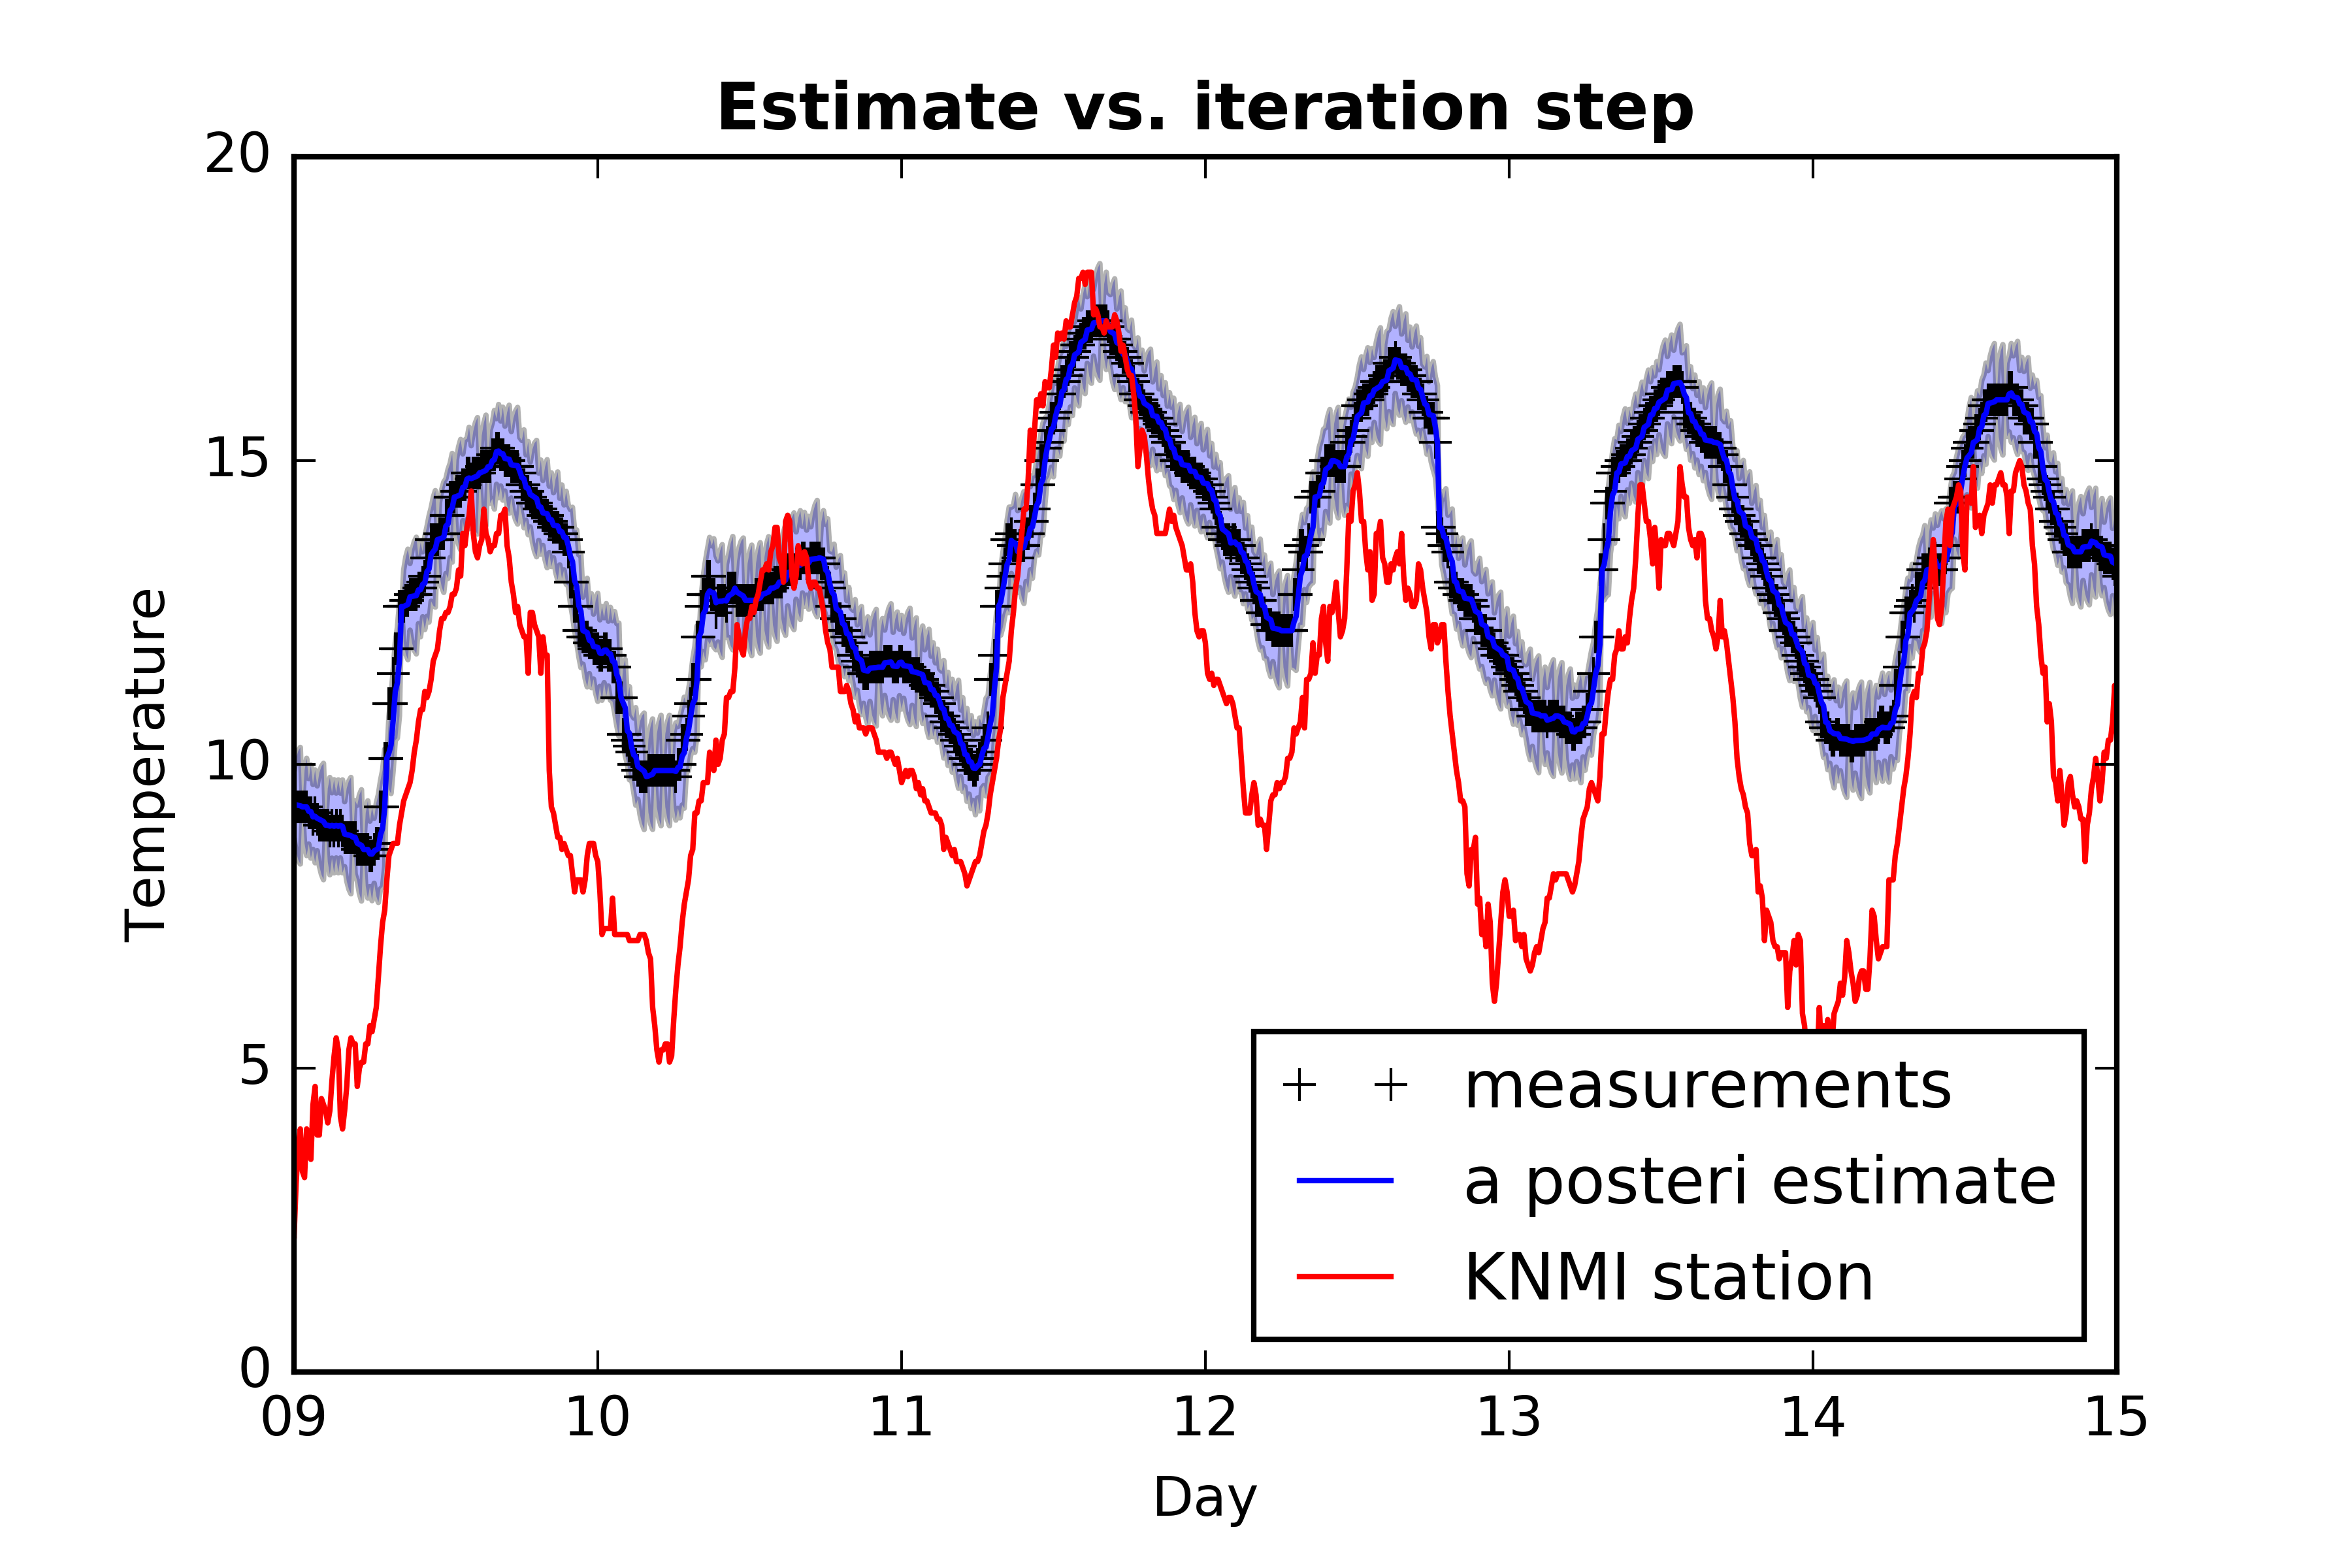 Estimate vs. iteration step
20
15
10
5
0
Temperature
09 10 11 12 13 14 15
Day
measurements
a posteri estimate
KNMI station